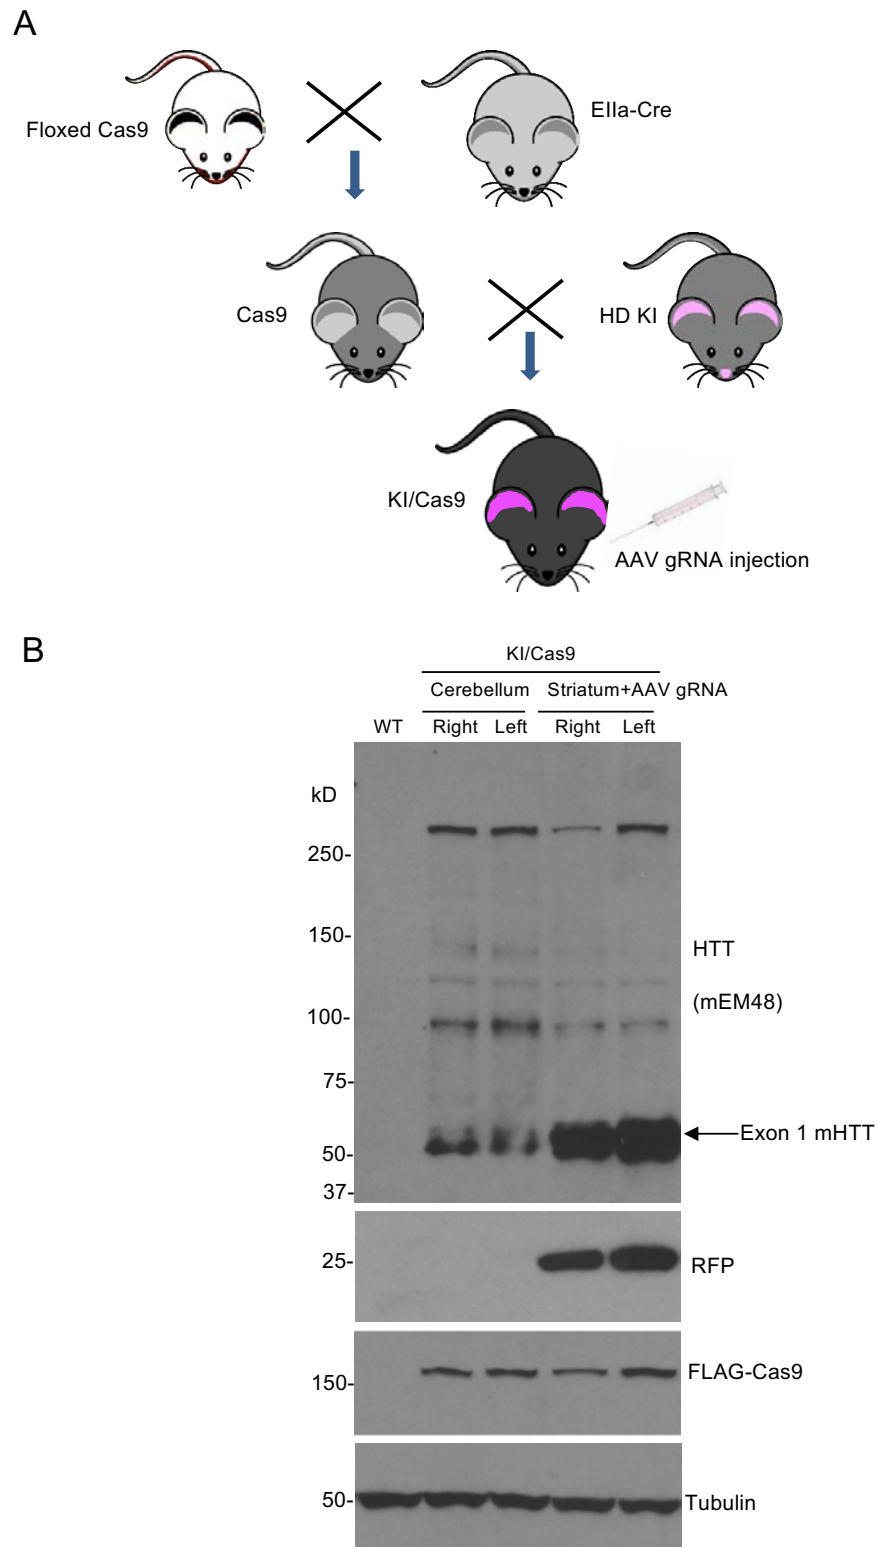 A
Floxed Cas9
EIIa-Cre
Cas9
HD KI
KI/Cas9
AAV gRNA injection
B
KI/Cas9
Cerebellum Striatum+AAV gRNA
WT Right Left Right Left
kD
250-
150-
HTT
(mEM48)
100-
75-
Exon 1 mHTT
50-
37-
25-
RFP
FLAG-Cas9
150-
50-
Tubulin